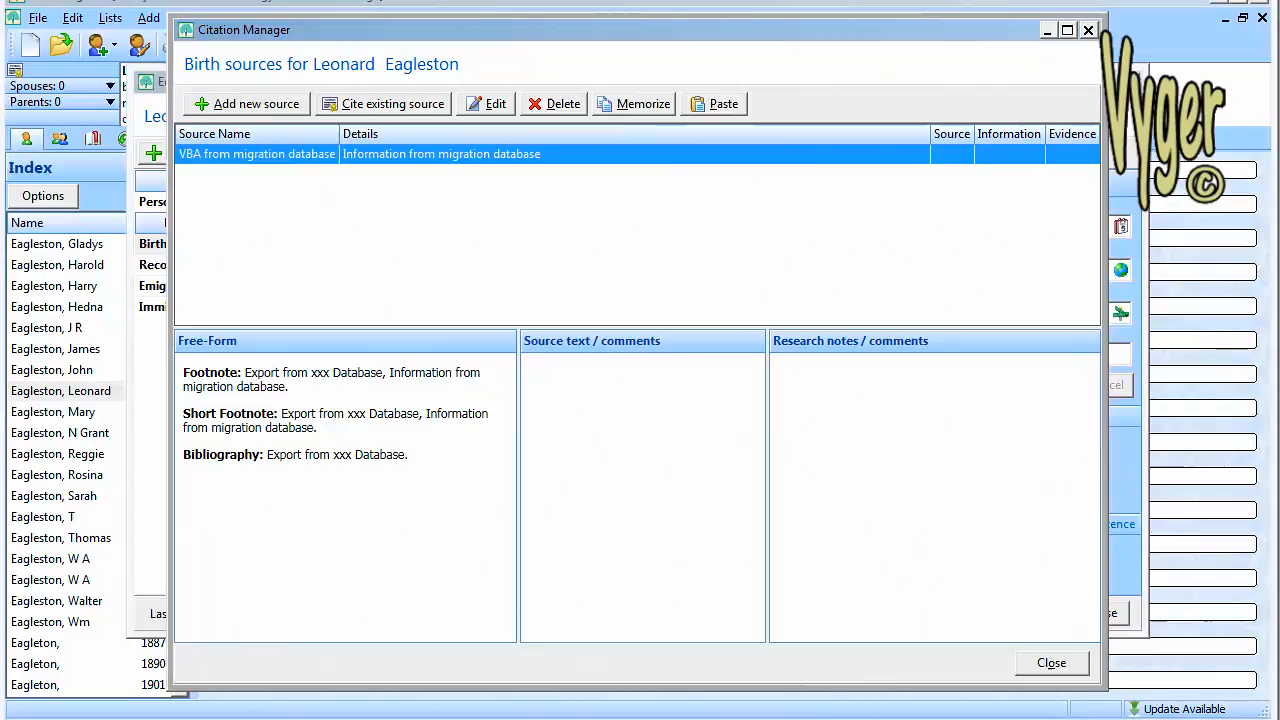 File Edit Lists Add
Citation Manager
Birth sources for Leonard Eagleston
Add new source Cite existing source Edit Delete Memorize Paste
Source Name Details Source Information Evidence
VBA from migration database Information from migration database
Free-Form
Footnote: Export from xxx Database, Information from
migration database.
Short Footnote: Export from xxx Database, Information
from migration database.
Bibliography: Export from xxx Database.
Source text / comments
Research notes / comments
Close
Spouses: 0
Parents: 0
Index
Options
Name
Eagleston, Gladys
Eagleston, Harold
Eagleston, Harry
Eagleston, Hedna
Eagleston, J R
Eagleston, James
Eagleston, John
Eagleston, Leonard
Eagleston, Mary
Eagleston, N Grant
Eagleston, Reggie
Eagleston, Rosina
Eagleston, Sarah
Eagleston, T
Eagleston, Thomas
Eagleston, W A
Eagleston, W A
Eagleston, Walter
Eagleston, Wm
Eagleton, 1887
Eagleton, 1890
Eagleton, 1901
Perso
Birth
Reco
Emig
Immi
Las
Vyger ©
Update Available